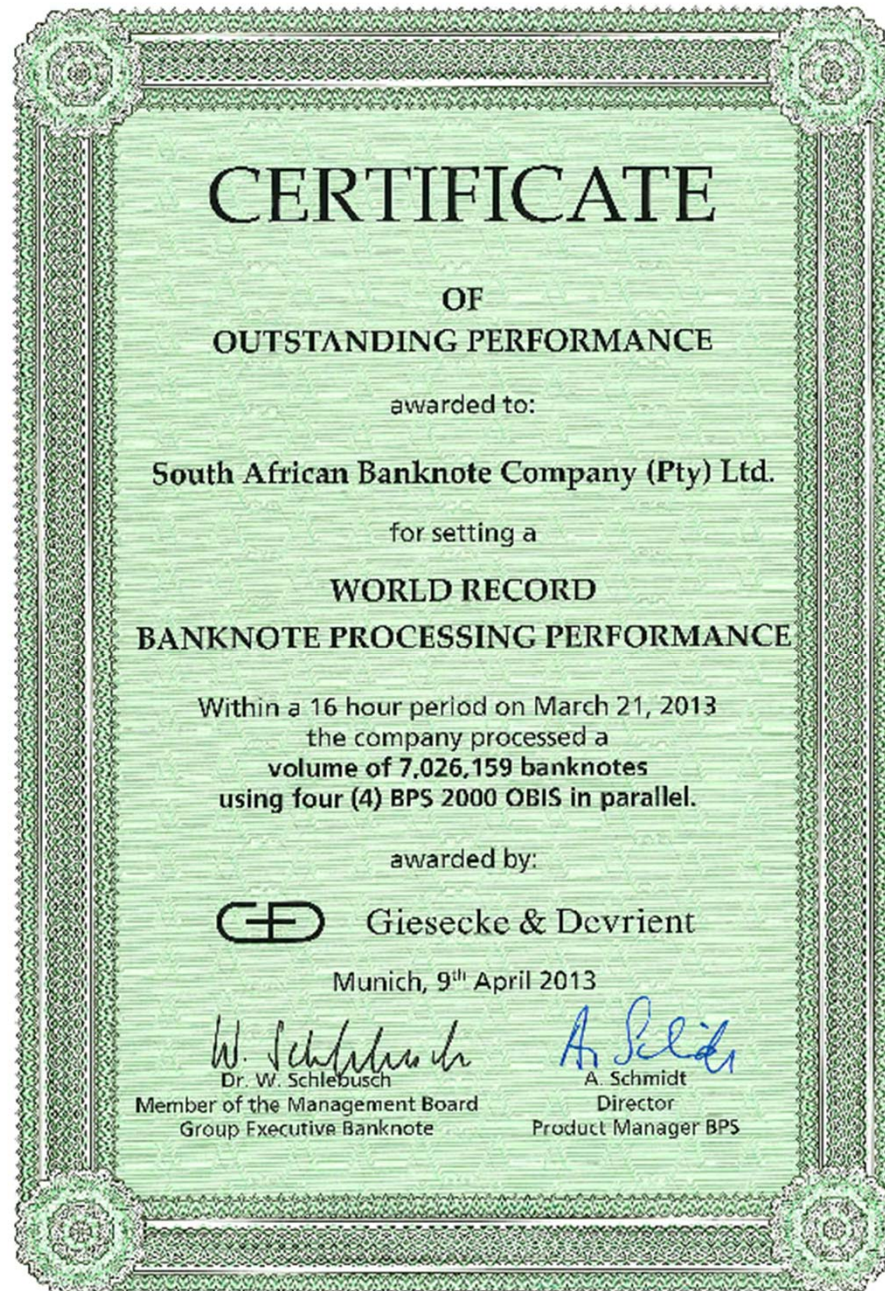 CERTIFICATE
OF
OUTSTANDING PERFORMANCE
awarded to:
South African Banknote Company (Pty) Ltd.
for setting a
WORLD RECORD
BANKNOTE PROCESSING PERFORMANCE
Within a 16 hour period on March 21, 2013
the company processed a
volume of 7,026,159 banknotes
using four (4) BPS 2000 OBIS in parallel.
awarded by:
G+D Giesecke & Devrient
Munich, 9th April 2013
W. Schlebusch
Dr. W. Schlebusch
Member of the Management Board
Group Executive Banknote
A. Schmidt
Director
Product Manager BPS